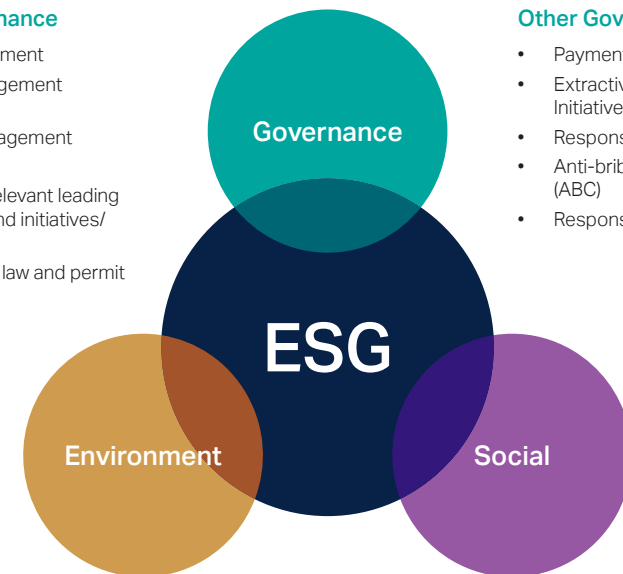 nance
ment
gement
agement
elevant leading
nd initiatives/
law and permit
Other Gov
• Payment
• Extractiv
Initiative
• Respons
• Anti-brib
(ABC)
• Respons
Governance
ESG
Environment
Social